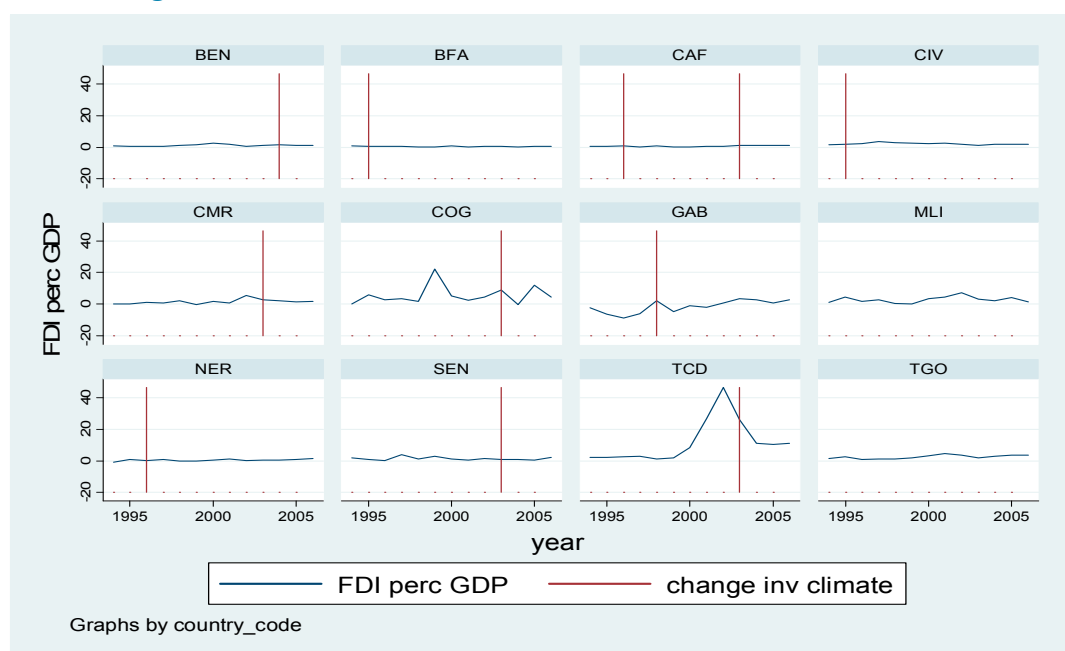 BEN BFA CAF CIV
40
20
0
-20
CMR COG GAB MLI
40
20
0
-20
FDI perc GDP
NER SEN TCD TGO
40
20
0
-20
1995 2000 2005 1995 2000 2005 1995 2000 2005 1995 2000 2005
year
FDI perc GDP change inv climate
Graphs by country_code